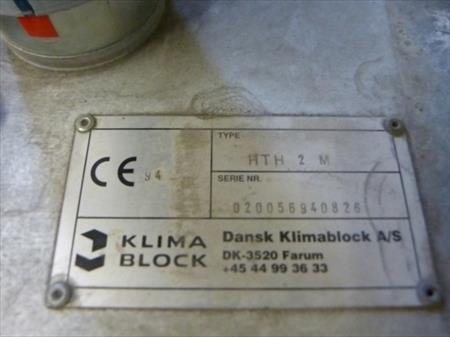 CE 94
TYPE
HTH 2 M
SERIE NR.
020056940826
KLIMA
BLOCK
Dansk Klimablock A/S
DK-3520 Farum
+45 44 99 36 33